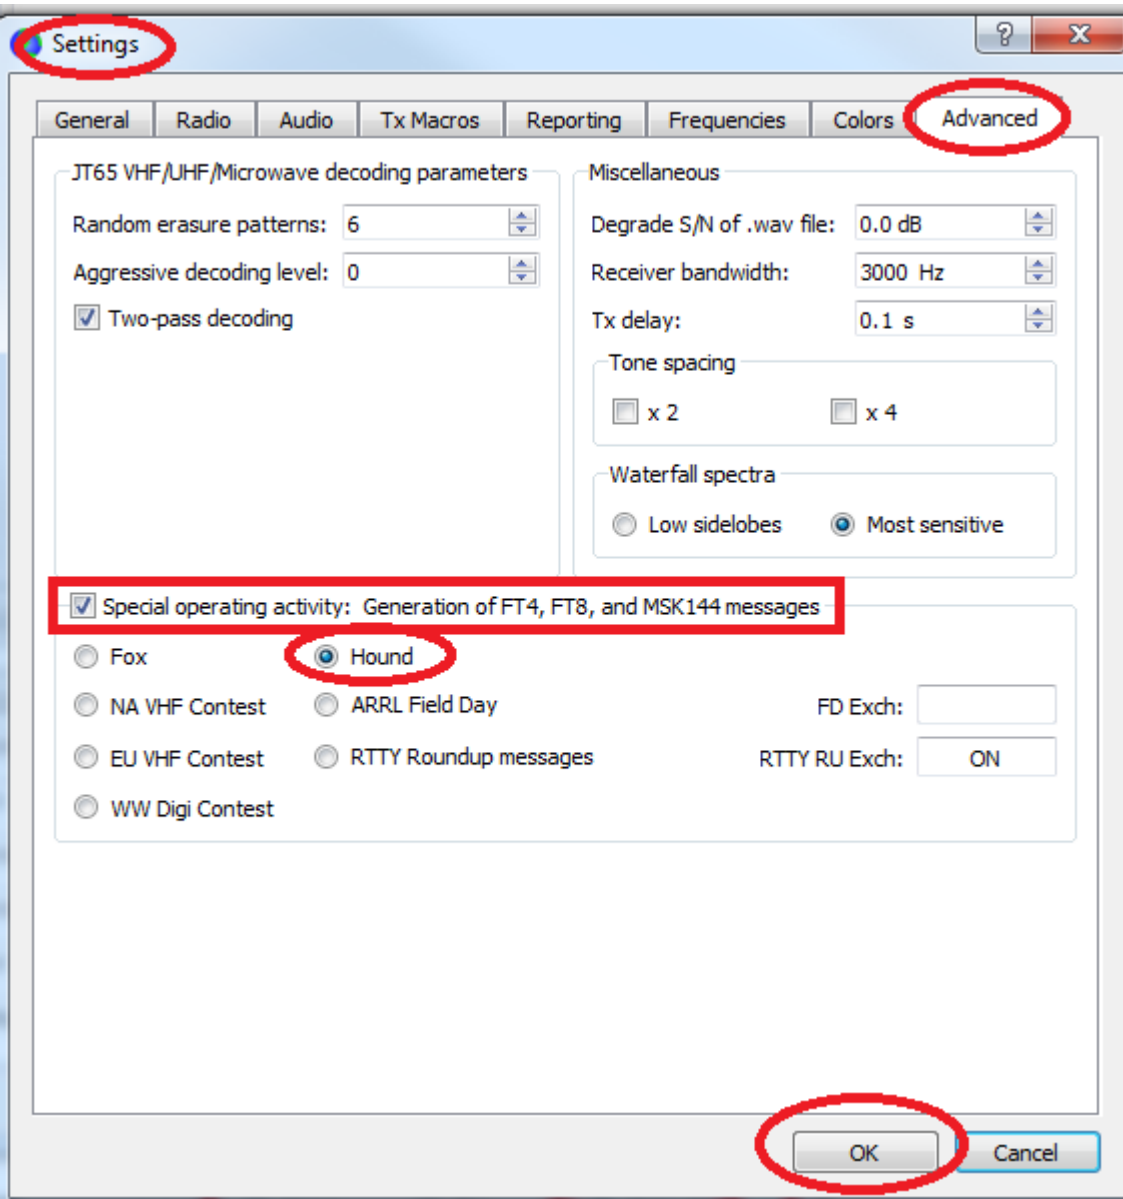 Settings
General Radio Audio Tx Macros Reporting Frequencies Colors Advanced
JT65 VHF/UHF/Microwave decoding parameters
Random erasure patterns: 6
Aggressive decoding level: 0
Two-pass decoding
Miscellaneous
Degrade S/N of .wav file: 0.0 dB
Receiver bandwidth: 3000 Hz
Tx delay: 0.1 s
Tone spacing
x 2 x 4
Waterfall spectra
Low sidelobes Most sensitive
Special operating activity: Generation of FT4, FT8, and MSK144 messages
Fox Hound
NA VHF Contest ARRL Field Day FD Exch:
EU VHF Contest RTTY Roundup messages RTTY RU Exch: ON
WW Digi Contest
OK Cancel